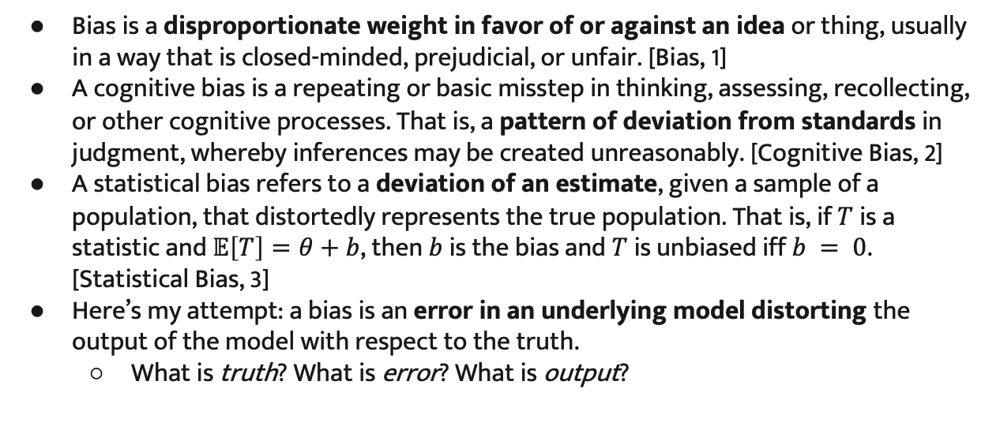 ● Bias is a disproportionate weight in favor of or against an idea or thing, usually
in a way that is closed-minded, prejudicial, or unfair. [Bias, 1]
● A cognitive bias is a repeating or basic misstep in thinking, assessing, recollecting,
or other cognitive processes. That is, a pattern of deviation from standards in
judgment, whereby inferences may be created unreasonably. [Cognitive Bias, 2]
● A statistical bias refers to a deviation of an estimate, given a sample of a
population, that distortedly represents the true population. That is, if T is a
statistic and 𝔼[T] = θ + b, then b is the bias and T is unbiased iff b = 0.
[Statistical Bias, 3]
● Here’s my attempt: a bias is an error in an underlying model distorting the
output of the model with respect to the truth.
○ What is truth? What is error? What is output?